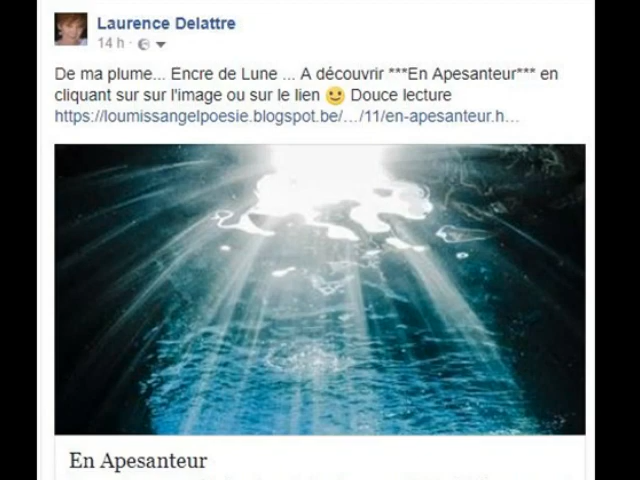 Laurence Delattre
14 h ·
De ma plume... Encre de Lune ... A découvrir ***En Apesanteur*** en
cliquant sur sur l'image ou sur le lien 🙂 Douce lecture
https://loumissangelpoesie.blogspot.be/…/11/en-apesanteur.h…
En Apesanteur